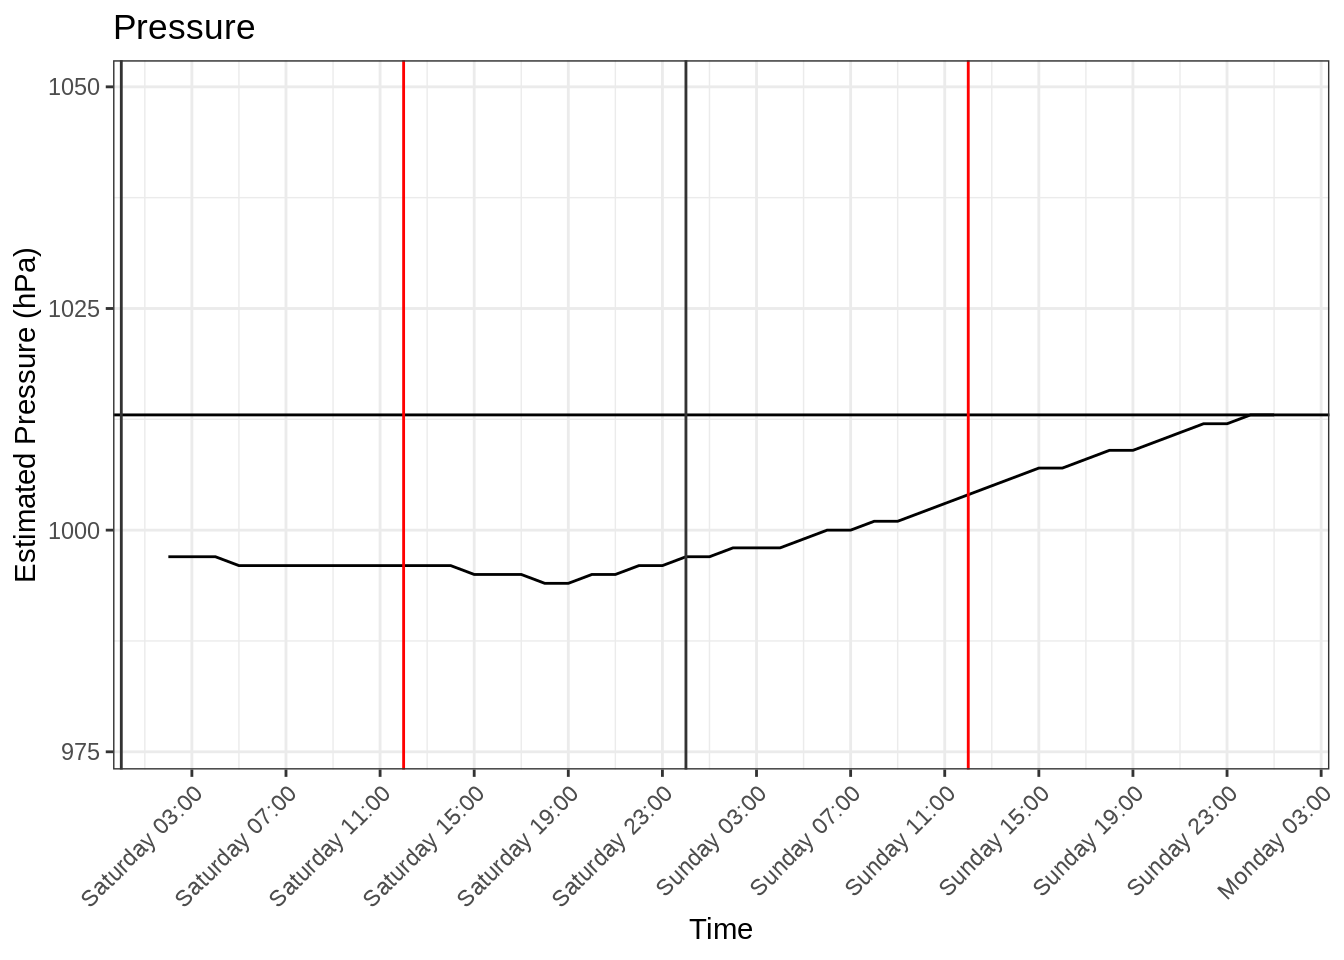 Pressure
Estimated Pressure (hPa)
1050
1025
1000
975
Saturday 03:00
Saturday 07:00
Saturday 11:00
Saturday 15:00
Saturday 19:00
Saturday 23:00
Sunday 03:00
Sunday 07:00
Sunday 11:00
Sunday 15:00
Sunday 19:00
Sunday 23:00
Monday 03:00
Time